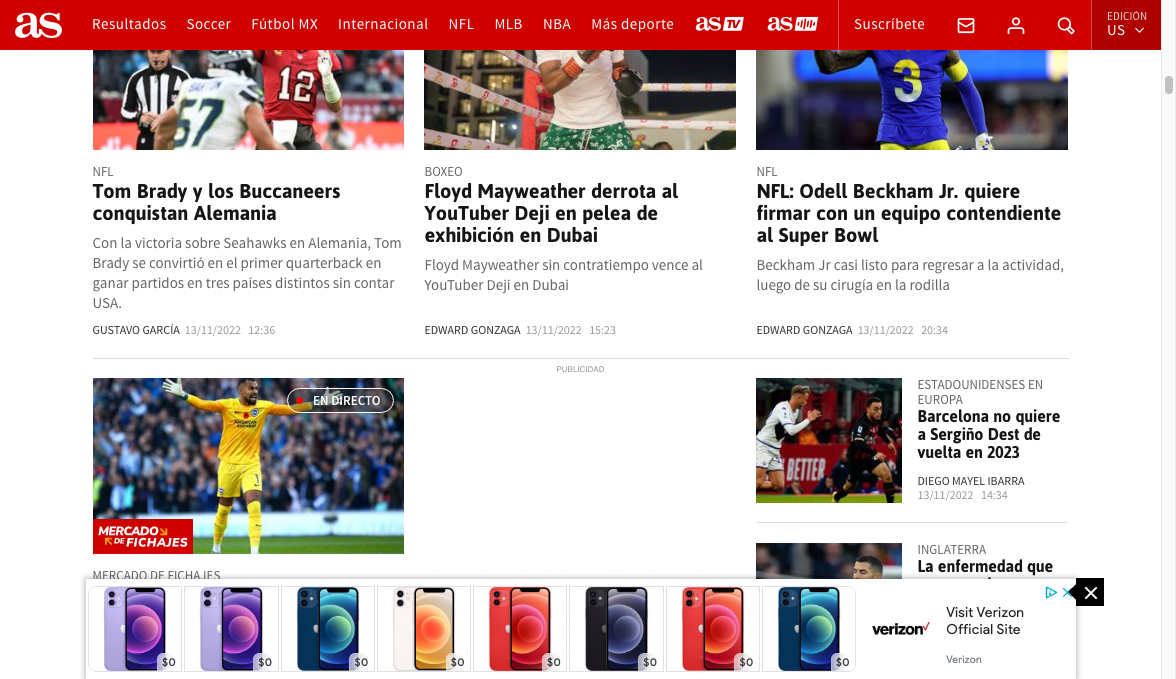 as
Resultados
Soccer
Fútbol MX
Internacional
NFL
MLB
NBA
Más deporte
as TV
as
Suscríbete
EDICIÓN
US
57
12
3
NFL
Tom Brady y los Buccaneers
conquistan Alemania
Con la victoria sobre Seahawks en Alemania, Tom
Brady se convirtió en el primer quarterback en
ganar partidos en tres países distintos sin contar
USA.
GUSTAVO GARCÍA 13/11/2022 12:36
BOXEO
Floyd Mayweather derrota al
YouTuber Deji en pelea de
exhibición en Dubai
Floyd Mayweather sin contratiempo vence al
YouTuber Deji en Dubai
EDWARD GONZAGA 13/11/2022 15:23
NFL
NFL: Odell Beckham Jr. quiere
firmar con un equipo contendiente
al Super Bowl
Beckham Jr casi listo para regresar a la actividad,
luego de su cirugía en la rodilla
EDWARD GONZAGA 13/11/2022 20:34
PUBLICIDAD
EN DIRECTO
MERCADO
DE FICHAJES
MERCADO DE FICHAJES
BETTER
ESTADOUNIDENSES EN
EUROPA
Barcelona no quiere
a Sergiño Dest de
vuelta en 2023
DIEGO MAYEL IBARRA
13/11/2022 14:34
INGLATERRA
La enfermedad que
$0
$0
$0
$0
$0
$0
$0
$0
verizon
Visit Verizon
Official Site
Verizon